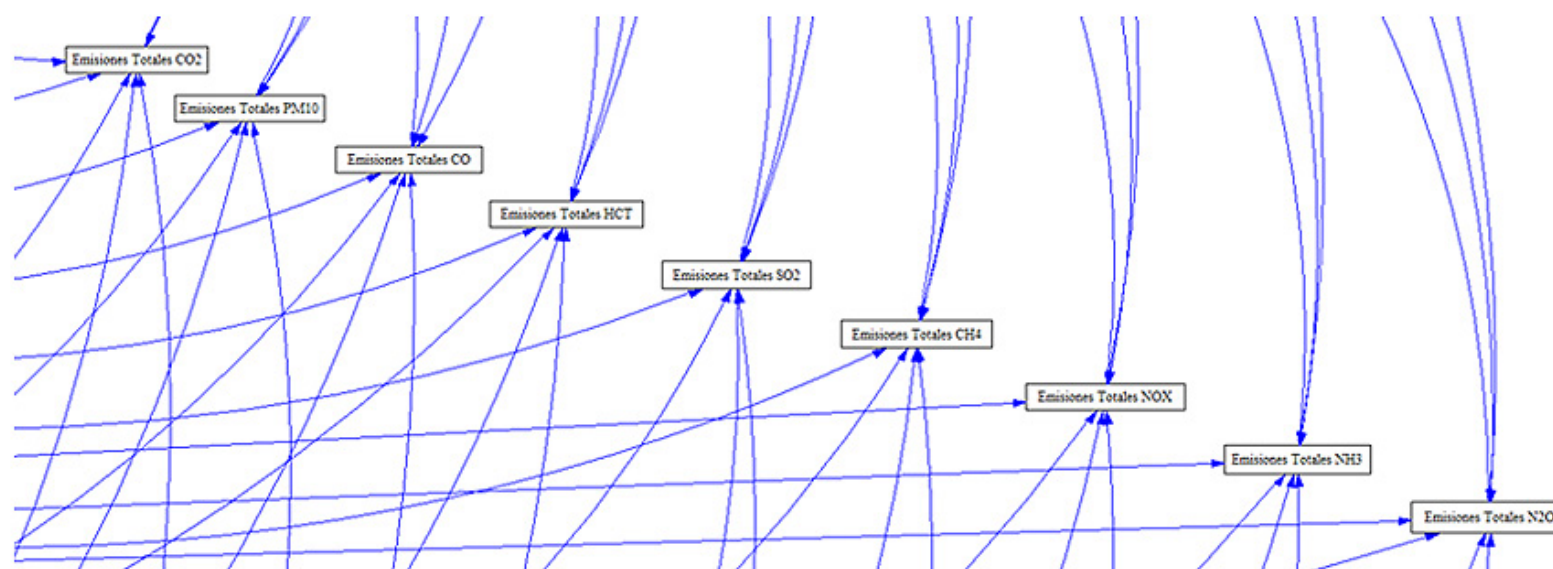 Emisiones Totales CO2
Emisiones Totales PM10
Emisiones Totales CO
Emisiones Totales HCT
Emisiones Totales SO2
Emisiones Totales CH4
Emisiones Totales NOX
Emisiones Totales NH3
Emisiones Totales N2O